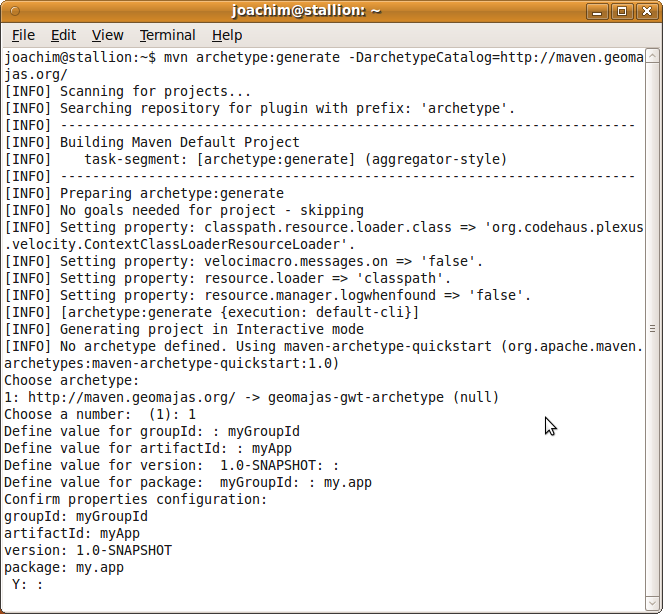 joachim@stallion: ~
File Edit View Terminal Help
joachim@stallion:~$ mvn archetype:generate -DarchetypeCatalog=http://maven.geoma
jas.org/
[INFO] Scanning for projects...
[INFO] Searching repository for plugin with prefix: 'archetype'.
[INFO] ------------------------------------------------------------------------
[INFO] Building Maven Default Project
[INFO]    task-segment: [archetype:generate] (aggregator-style)
[INFO] ------------------------------------------------------------------------
[INFO] Preparing archetype:generate
[INFO] No goals needed for project - skipping
[INFO] Setting property: classpath.resource.loader.class => 'org.codehaus.plexus
.velocity.ContextClassLoaderResourceLoader'.
[INFO] Setting property: velocimacro.messages.on => 'false'.
[INFO] Setting property: resource.loader => 'classpath'.
[INFO] Setting property: resource.manager.logwhenfound => 'false'.
[INFO] [archetype:generate {execution: default-cli}]
[INFO] Generating project in Interactive mode
[INFO] No archetype defined. Using maven-archetype-quickstart (org.apache.maven.
archetypes:maven-archetype-quickstart:1.0)
Choose archetype:
1: http://maven.geomajas.org/ -> geomajas-gwt-archetype (null)
Choose a number:  (1): 1
Define value for groupId: : myGroupId
Define value for artifactId: : myApp
Define value for version:  1.0-SNAPSHOT: :
Define value for package:  myGroupId: : my.app
Confirm properties configuration:
groupId: myGroupId
artifactId: myApp
version: 1.0-SNAPSHOT
package: my.app
 Y: :